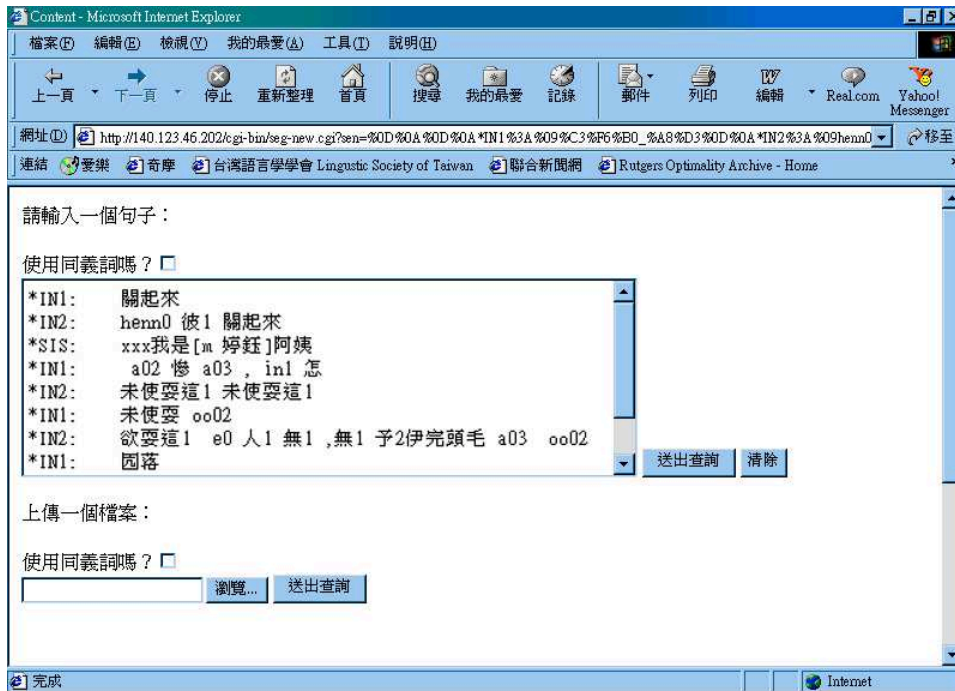 Content - Microsoft Internet Explorer
檔案(F) 編輯(E) 檢視(V) 我的最愛(A) 工具(T) 說明(H)
上一頁 下一頁 停止 重新整理 首頁 搜尋 我的最愛 記錄 郵件 列印 編輯 Real.com Yahoo! Messenger
網址(D) http://140.123.46.202/cgi-bin/seg-new.cgi?sen=%0D%0A%0D%0A*IN1%3A%09%C3%F6%B0_%A8%D3%0D%0A*IN2%3A%09henn0 移至
連結 愛樂 奇摩 台灣語言學學會 Lingustic Society of Taiwan 聯合新聞網 Rutgers Optimality Archive - Home
請輸入一個句子：
使用同義詞嗎？
*IN1: 關起來
*IN2: henn0 彼1 關起來
*SIS: xxx我是[m 婷鈺]阿姨
*IN1: a02 慘 a03 , in1 怎
*IN2: 未使耍這1 未使耍這1
*IN1: 未使耍 oo02
*IN2: 欲耍這1 e0 人1 無1 ,無1 予2伊完頭毛 a03 oo02
*IN1: 囥落
送出查詢 清除
上傳一個檔案：
使用同義詞嗎？
瀏覽... 送出查詢
完成 Internet